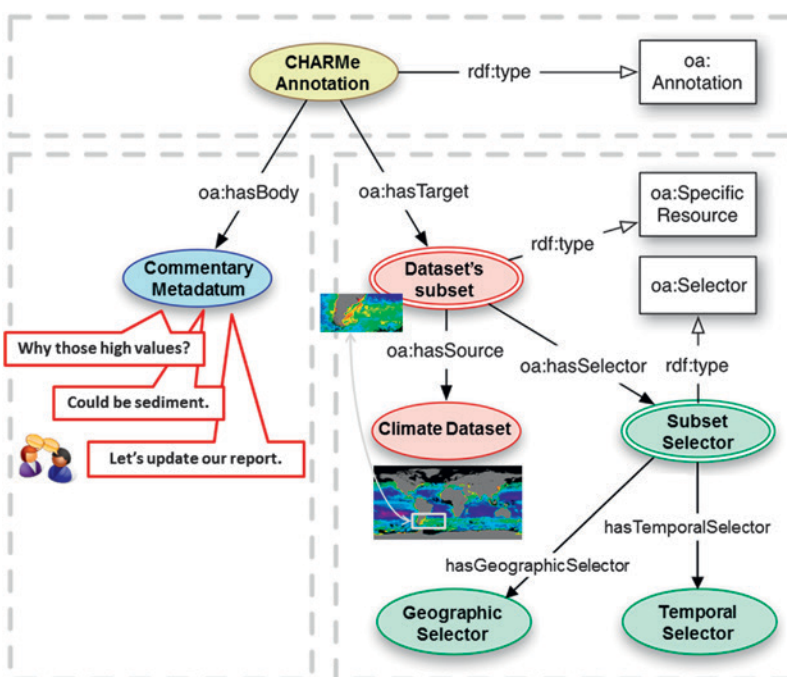 CHARMe
Annotation
rdf:type
oa:
Annotation
oa:hasBody
oa:hasTarget
oa:Specific
Resource
rdf:type
Commentary
Metadatum
Dataset's
subset
oa:Selector
Why those high values?
Could be sediment.
Let's update our report.
oa:hasSource
oa:hasSelector
rdf:type
Climate Dataset
Subset
Selector
hasTemporalSelector
hasGeographicSelector
Geographic
Selector
Temporal
Selector